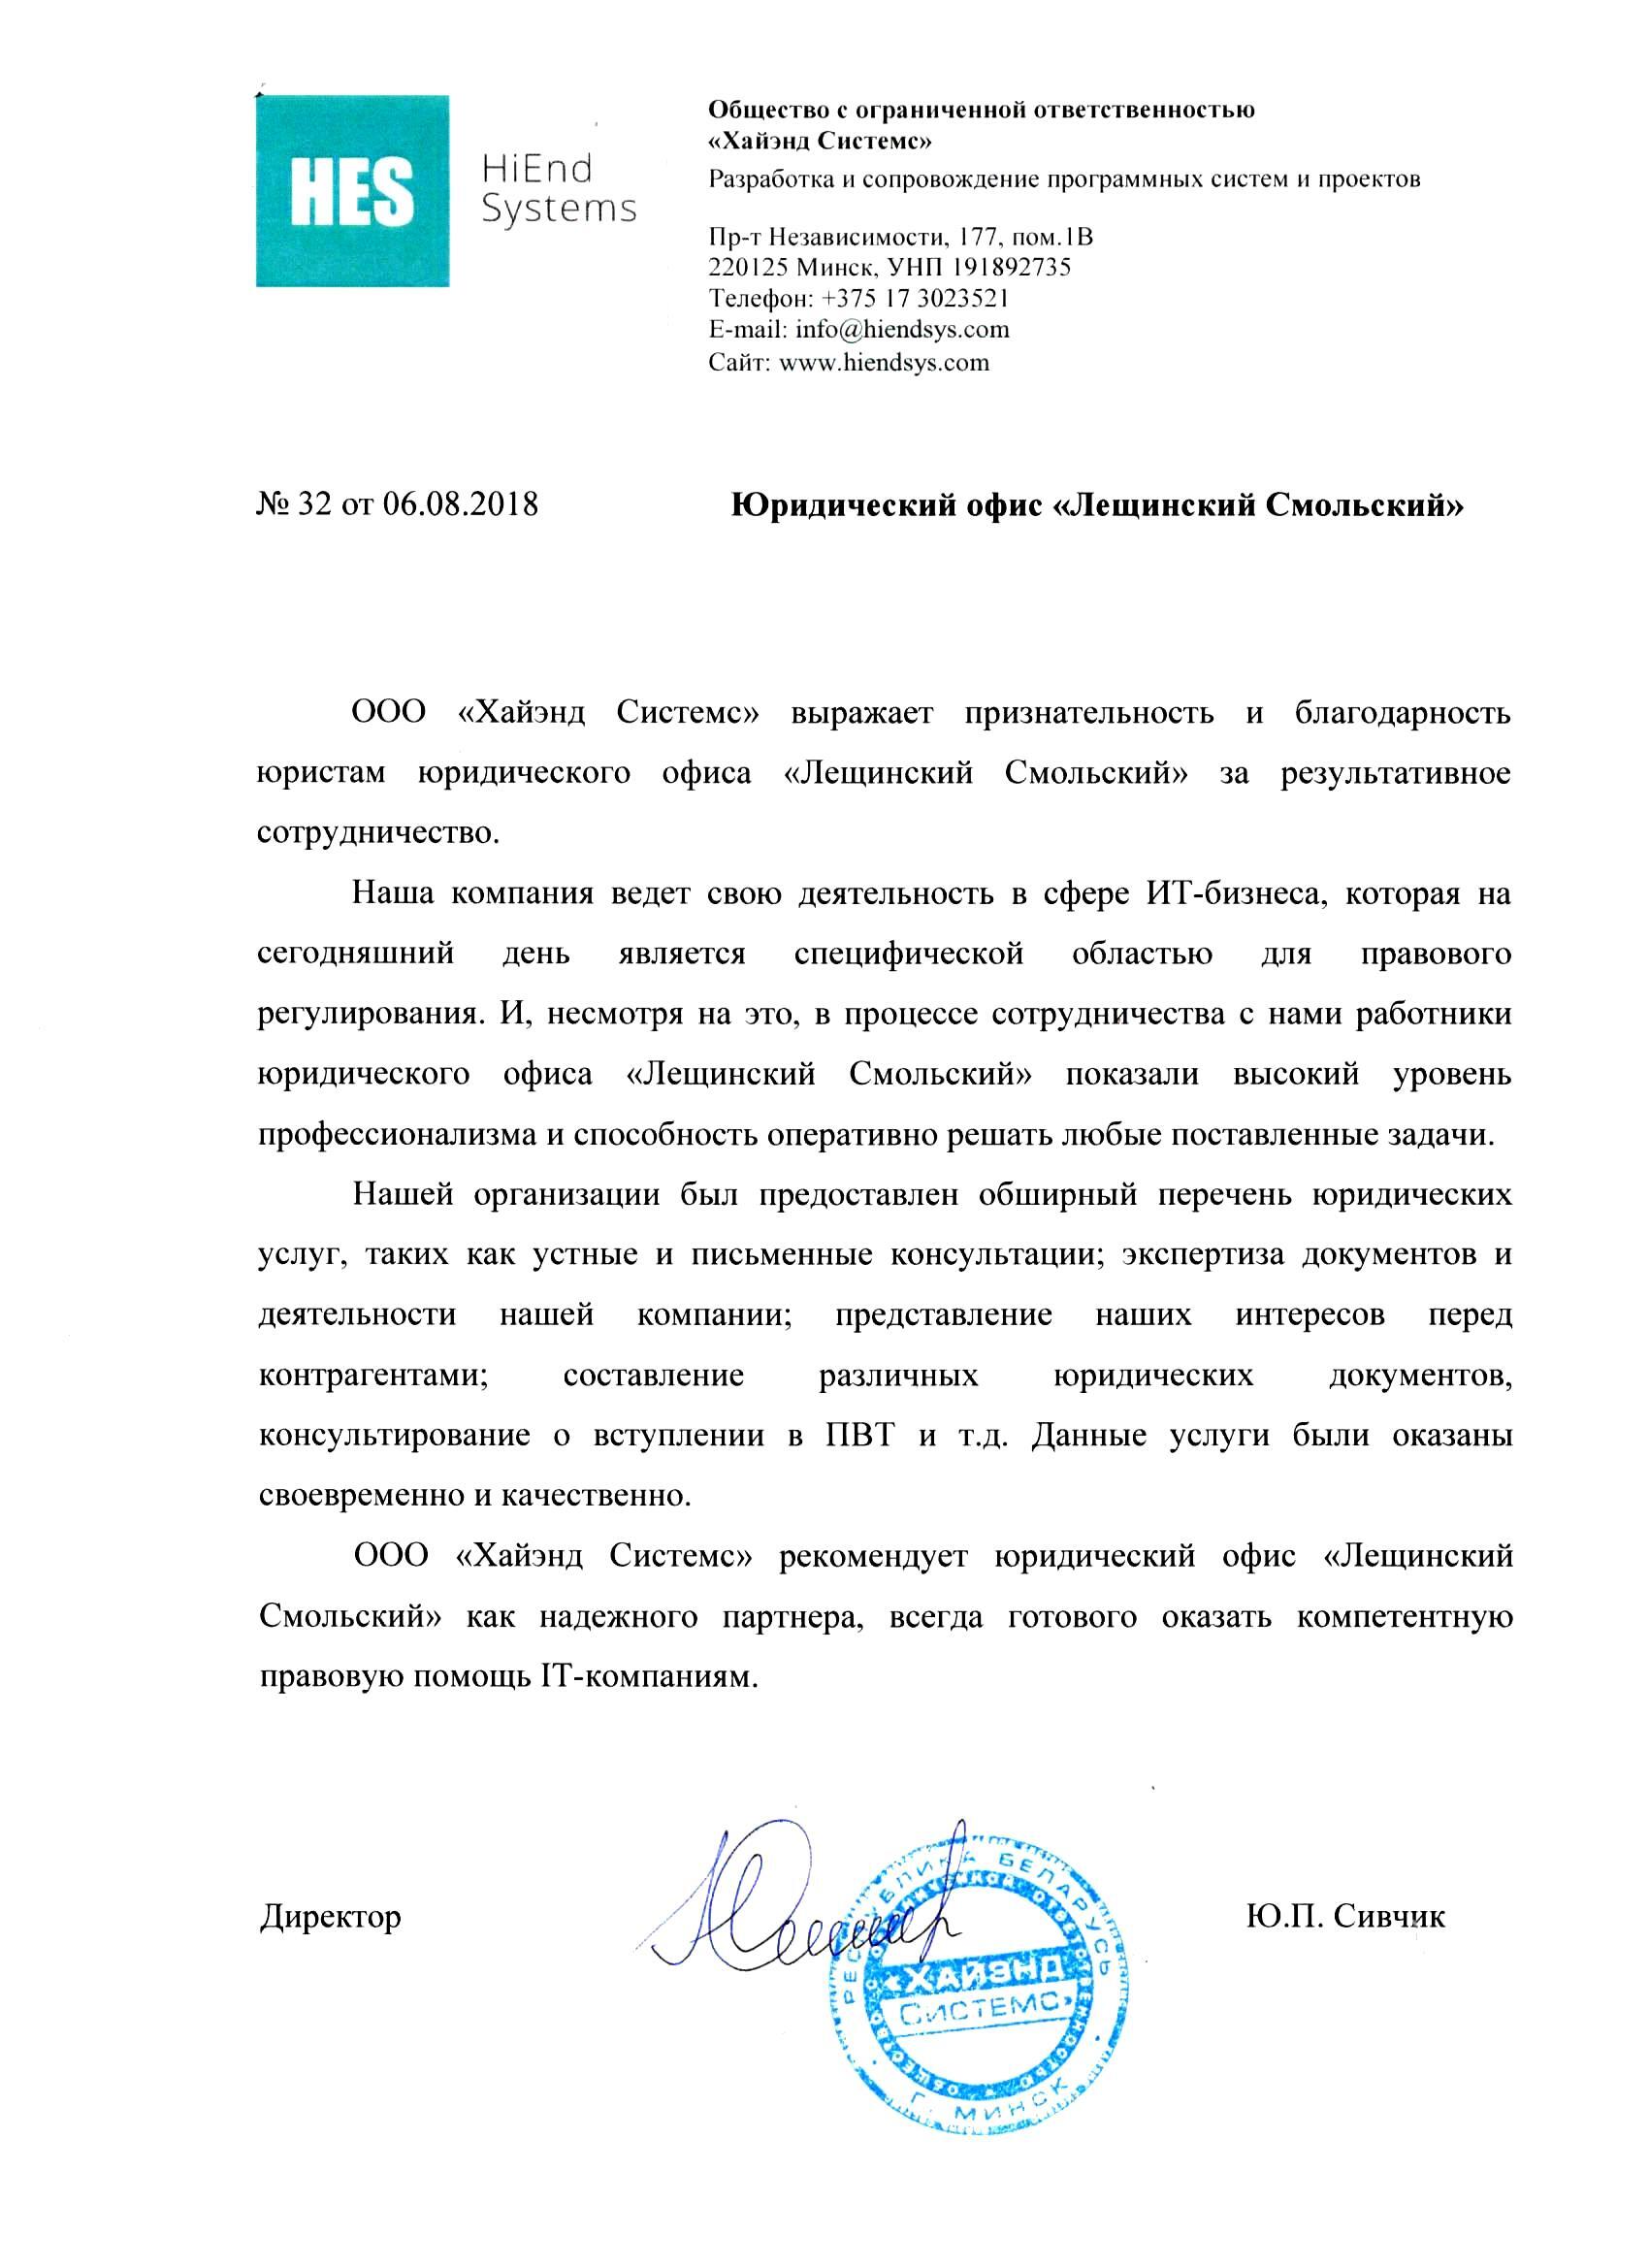 HES
HiEnd
Systems
Общество с ограниченной ответственностью
«Хайэнд Системс»
Разработка и сопровождение программных систем и проектов
Пр-т Независимости, 177, пом.1В
220125 Минск, УНП 191892735
Телефон: +375 17 3023521
E-mail: info@hiendsys.com
Сайт: www.hiendsys.com
№ 32 от 06.08.2018
Юридический офис «Лещинский Смольский»
ООО «Хайэнд Системс» выражает признательность и благодарность
юристам юридического офиса «Лещинский Смольский» за результативное
сотрудничество.
Наша компания ведет свою деятельность в сфере ИТ-бизнеса, которая на
сегодняшний день является специфической областью для правового
регулирования. И, несмотря на это, в процессе сотрудничества с нами работники
юридического офиса «Лещинский Смольский» показали высокий уровень
профессионализма и способность оперативно решать любые поставленные задачи.
Нашей организации был предоставлен обширный перечень юридических
услуг, таких как устные и письменные консультации; экспертиза документов и
деятельности нашей компании; представление наших интересов перед
контрагентами; составление различных юридических документов,
консультирование о вступлении в ПВТ и т.д. Данные услуги были оказаны
своевременно и качественно.
ООО «Хайэнд Системс» рекомендует юридический офис «Лещинский
Смольский» как надежного партнера, всегда готового оказать компетентную
правовую помощь IT-компаниям.
Директор
Ю.П. Сивчик
РЕСПУБЛИКА БЕЛАРУСЬ
«ХАЙЭНД
СИСТЕМС»
Г. МИНСК